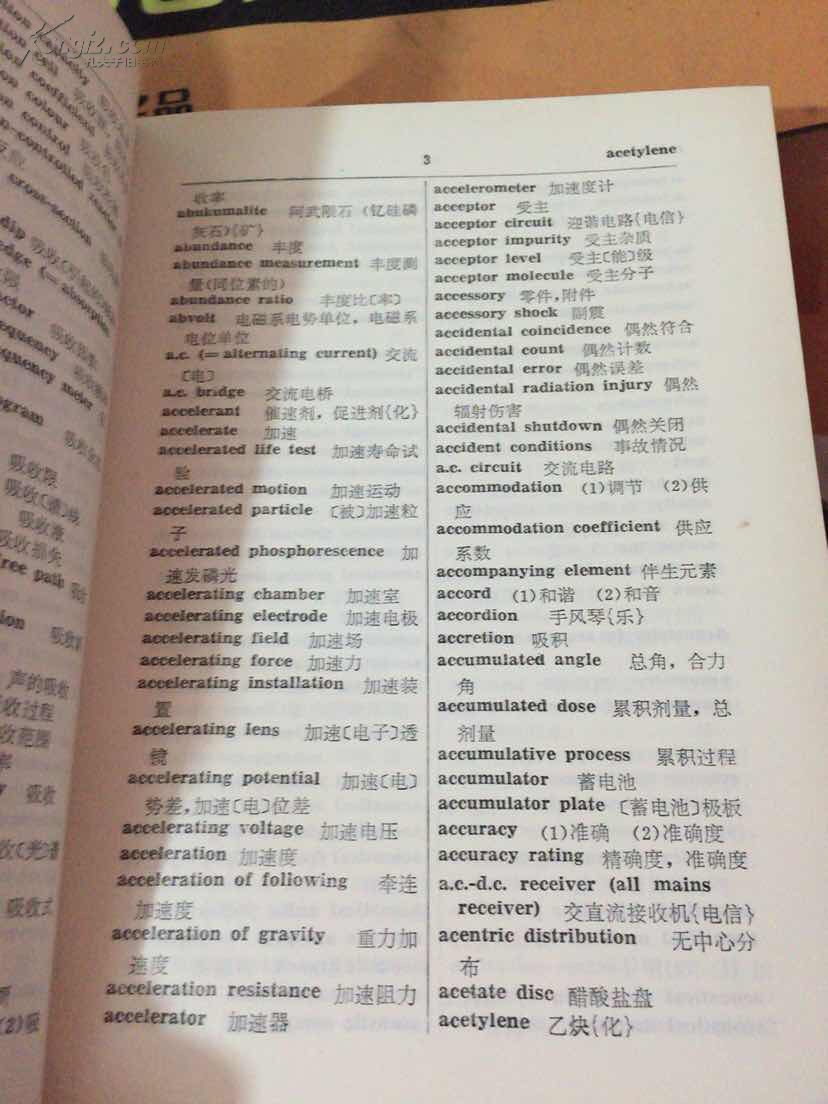 Kongfz.com
孔夫子旧书网
品
3
acetylene
收率
abukumalite 阿武隈石(钇硅磷
灰石){矿}
abundance 丰度
abundance measurement 丰度测
量(同位素的)
abundance ratio 丰度比〔率〕
abvolt 电磁系电势单位，电磁系
电位单位
a.c. (= alternating current) 交流
〔电〕
a.c. bridge 交流电桥
accelerant 催速剂，促进剂{化}
accelerate 加速
accelerated life test 加速寿命试
验
accelerated motion 加速运动
accelerated particle 〔被〕加速粒
子
accelerated phosphorescence 加
速发磷光
accelerating chamber 加速室
accelerating electrode 加速电极
accelerating field 加速场
accelerating force 加速力
accelerating installation 加速装
置
accelerating lens 加速〔电子〕透
镜
accelerating potential 加速〔电〕
势差,加速〔电〕位差
accelerating voltage 加速电压
acceleration 加速度
acceleration of following 牵连
加速度
acceleration of gravity 重力加
速度
acceleration resistance 加速阻力
accelerator 加速器
accelerometer 加速度计
acceptor 受主
acceptor circuit 迎谐电路{电信}
acceptor impurity 受主杂质
acceptor level 受主〔能〕级
acceptor molecule 受主分子
accessory 零件,附件
accessory shock 副震
accidental coincidence 偶然符合
accidental count 偶然计数
accidental error 偶然误差
accidental radiation injury 偶然
辐射伤害
accidental shutdown 偶然关闭
accident conditions 事故情况
a.c. circuit 交流电路
accommodation (1)调节 (2)供
应
accommodation coefficient 供应
系数
accompanying element 伴生元素
accord (1)和谐 (2)和音
accordion 手风琴{乐}
accretion 吸积
accumulated angle 总角，合力
角
accumulated dose 累积剂量，总
剂量
accumulative process 累积过程
accumulator 蓄电池
accumulator plate 〔蓄电池〕极板
accuracy (1)准确 (2)准确度
accuracy rating 精确度，准确度
a.c.-d.c. receiver (all mains
receiver) 交直流接收机{电信}
acentric distribution 无中心分
布
acetate disc 醋酸盐盘
acetylene 乙炔{化}